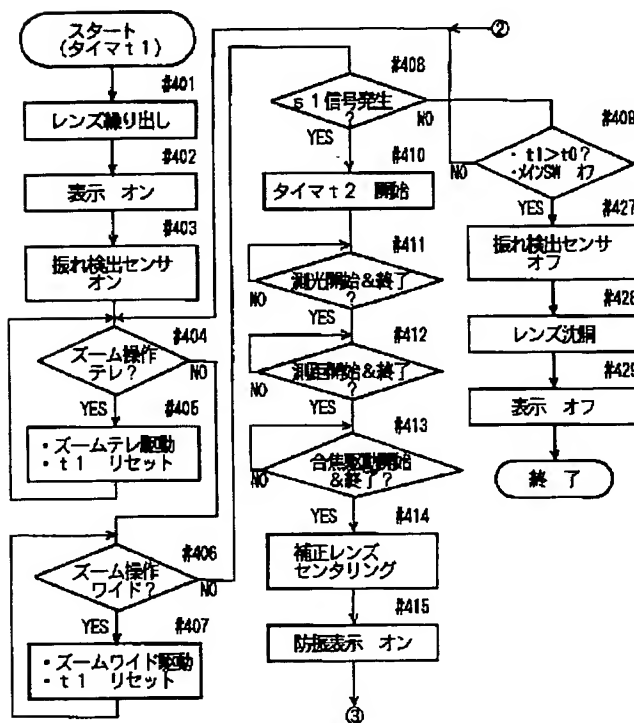 スタート
(タイマt1)
#401
レンズ繰り出し
#402
表示 オン
#403
振れ検出センサ
オン
#404
ズーム操作
テレ?
NO
YES
#405
・ズームテレ駆動
・t1 リセット
#406
ズーム操作
ワイド?
NO
YES
#407
・ズームワイド駆動
・t1 リセット
②
#408
s1信号発生
?
NO
YES
#410
タイマt2 開始
#411
測光開始&終了
?
NO
YES
#412
測距開始&終了
?
NO
YES
#413
合焦駆動開始
&終了?
NO
YES
#414
補正レンズ
センタリング
#415
防振表示 オン
③
#409
・t1>t0?
・メインSW オフ
NO
YES
#427
振れ検出センサ
オフ
#428
レンズ沈胴
#429
表示 オフ
終了